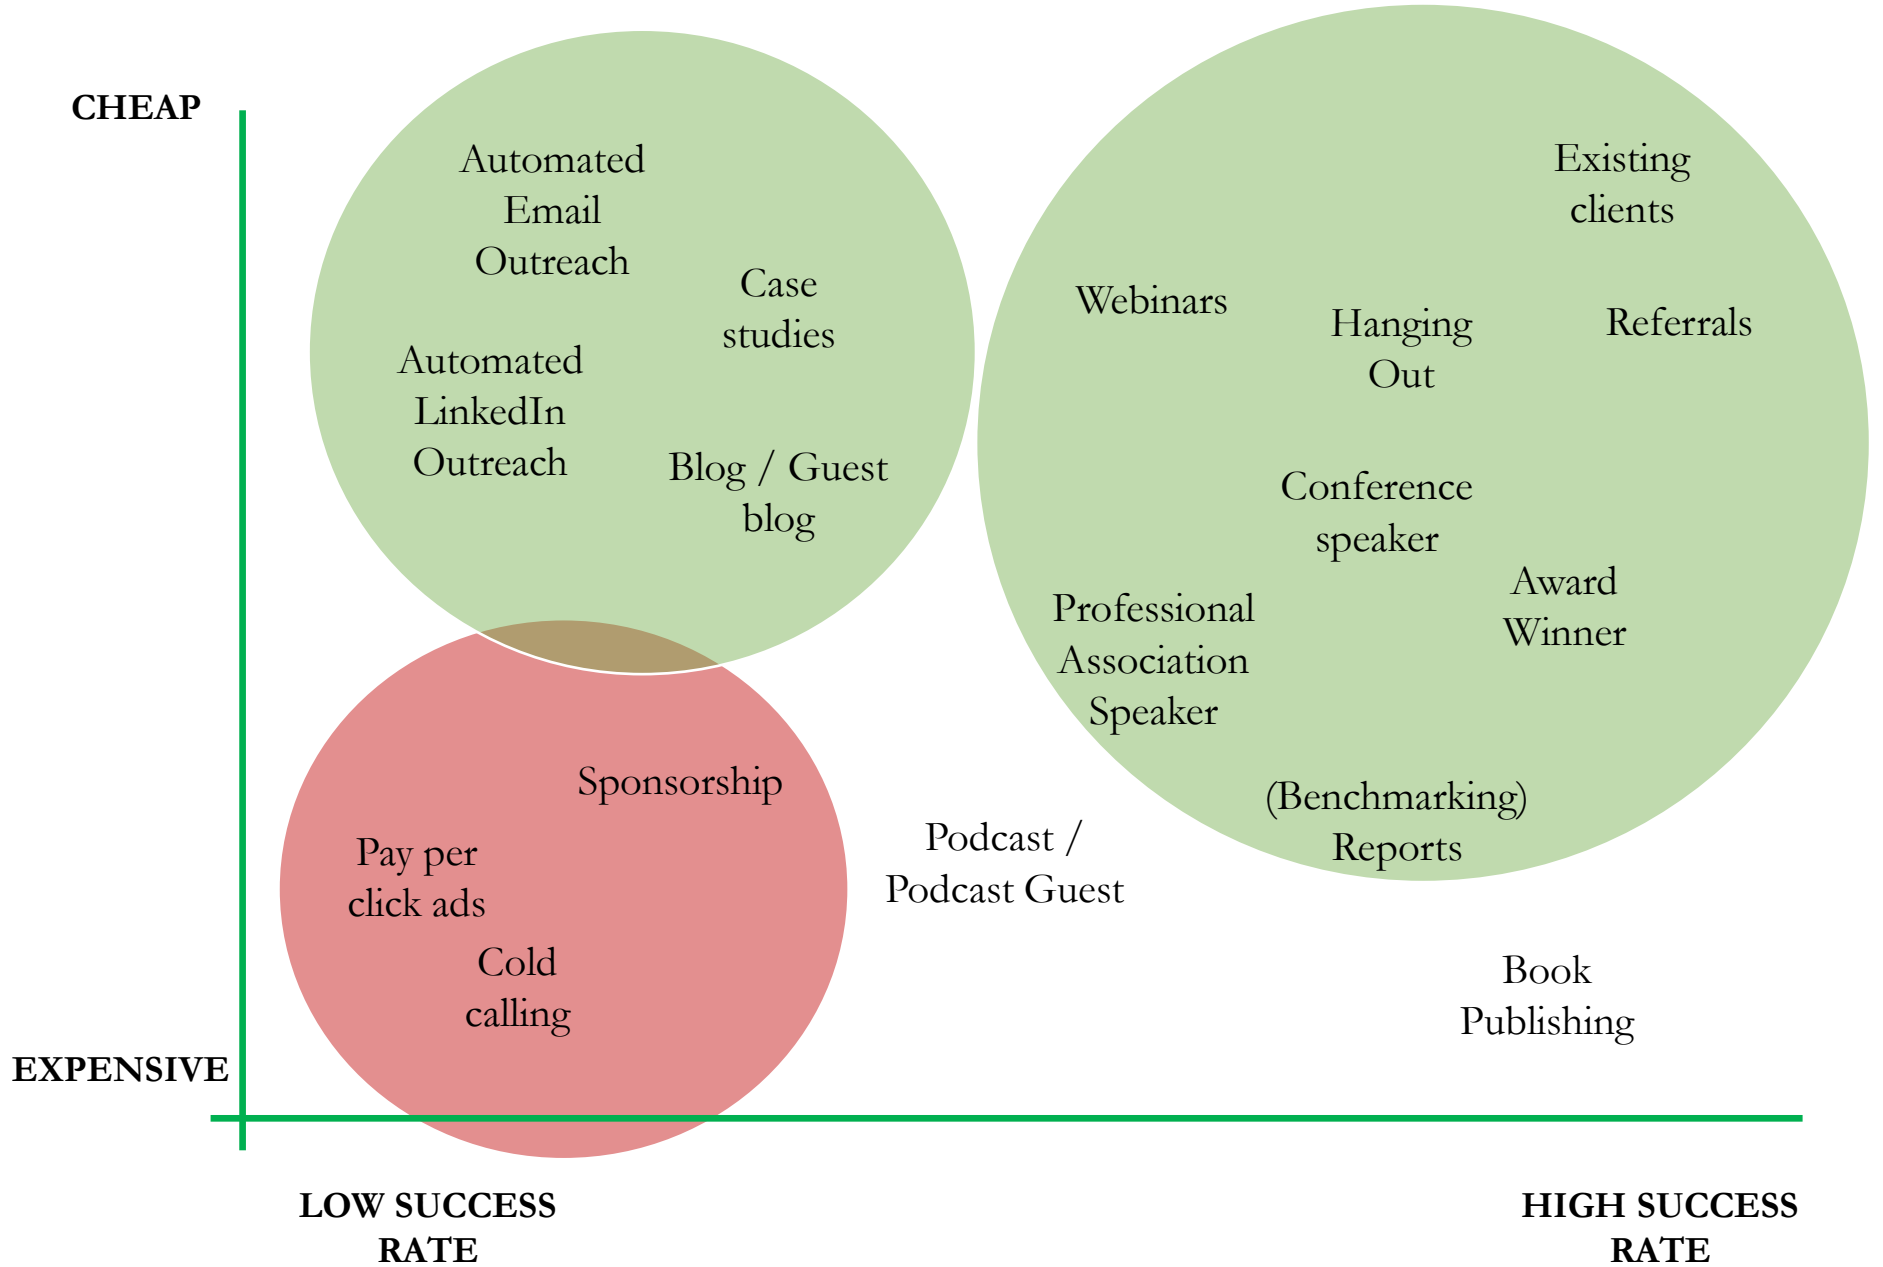 CHEAP
Automated
Email
Outreach
Case
studies
Automated
LinkedIn
Outreach
Blog / Guest
blog
Existing
clients
Webinars
Hanging
Out
Referrals
Conference
speaker
Award
Winner
Professional
Association
Speaker
(Benchmarking)
Reports
Sponsorship
Pay per
click ads
Cold
calling
Podcast /
Podcast Guest
Book
Publishing
EXPENSIVE
LOW SUCCESS
RATE
HIGH SUCCESS
RATE